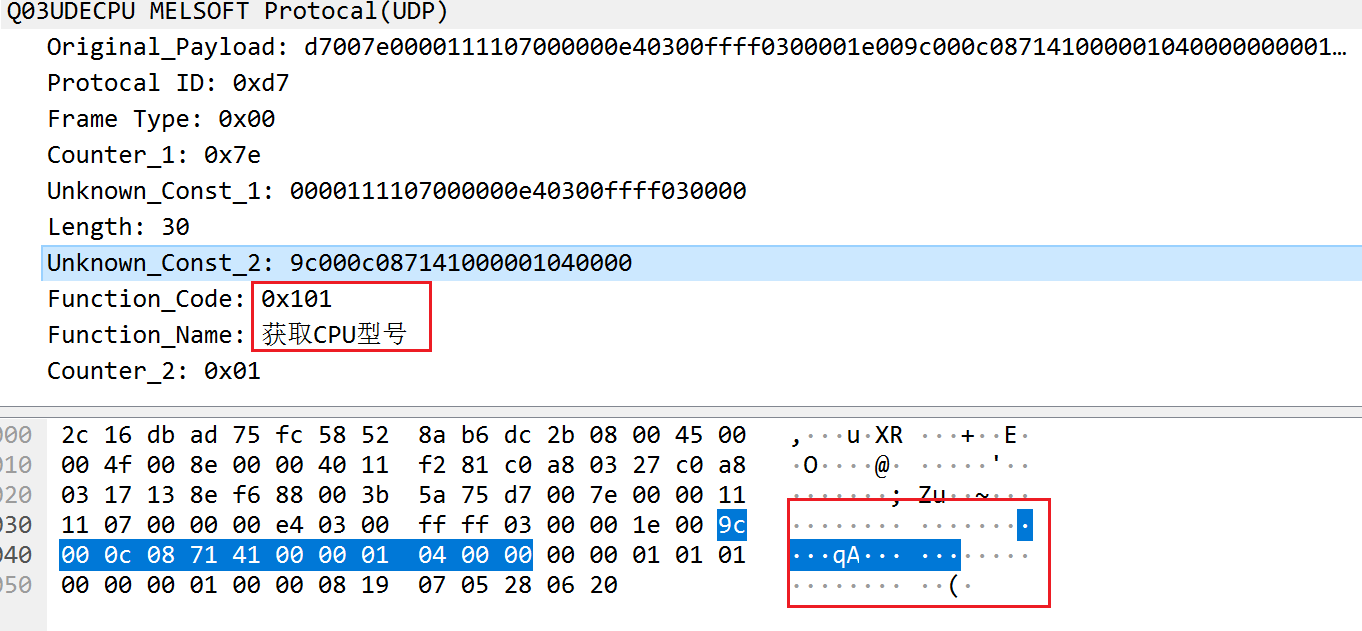 Q03UDECPU MELSOFT Protocal(UDP)
Original_Payload: d7007e0000111107000000e40300ffff0300001e009c000c087141000001040000000001…
Protocal ID: 0xd7
Frame Type: 0x00
Counter_1: 0x7e
Unknown_Const_1: 0000111107000000e40300ffff030000
Length: 30
Unknown_Const_2: 9c000c087141000001040000
Function_Code: 0x101
Function_Name: 获取CPU型号
Counter_2: 0x01
000 2c 16 db ad 75 fc 58 52 8a b6 dc 2b 08 00 45 00 ,···u·XR ···+··E·
010 00 4f 00 8e 00 00 40 11 f2 81 c0 a8 03 27 c0 a8 ·O····@· ·····'··
020 03 17 13 8e f6 88 00 3b 5a 75 d7 00 7e 00 00 11 ·······; Zu··~···
030 11 07 00 00 00 e4 03 00 ff ff 03 00 00 1e 00 9c ········ ········
040 00 0c 08 71 41 00 00 01 04 00 00 00 00 01 01 01 ···qA··· ········
050 00 00 00 01 00 00 08 19 07 05 28 06 20 ········ ··(·